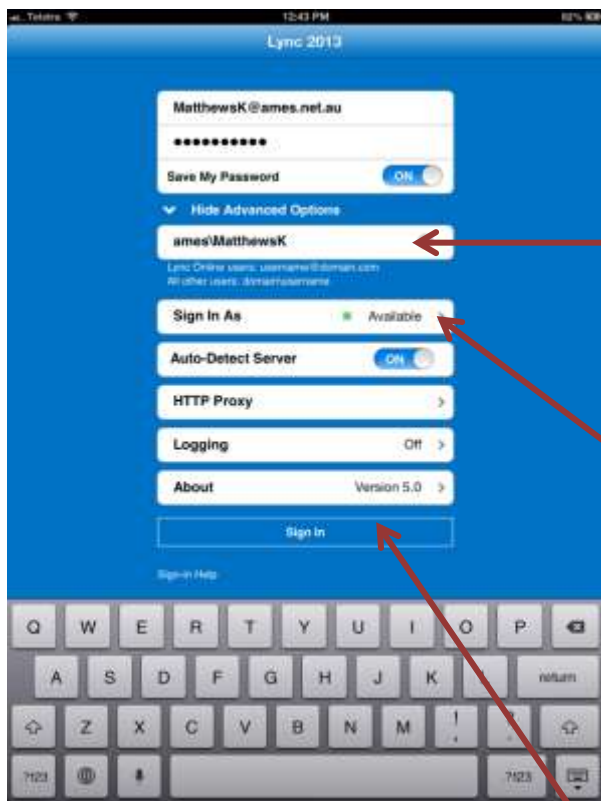 Telstra 12:43 PM 82%
Lync 2013
MatthewsK@ames.net.au
••••••••••
Save My Password ON
Hide Advanced Options
ames\MatthewsK
Lync Online users: username@domain.com
All other users: domain\username
Sign In As Available
Auto-Detect Server ON
HTTP Proxy
Logging Off
About Version 5.0
Sign In
Sign-in Help
Q W E R T Y U I O P
A S D F G H J K return
Z X C V B N M ! ,
?123 ?123